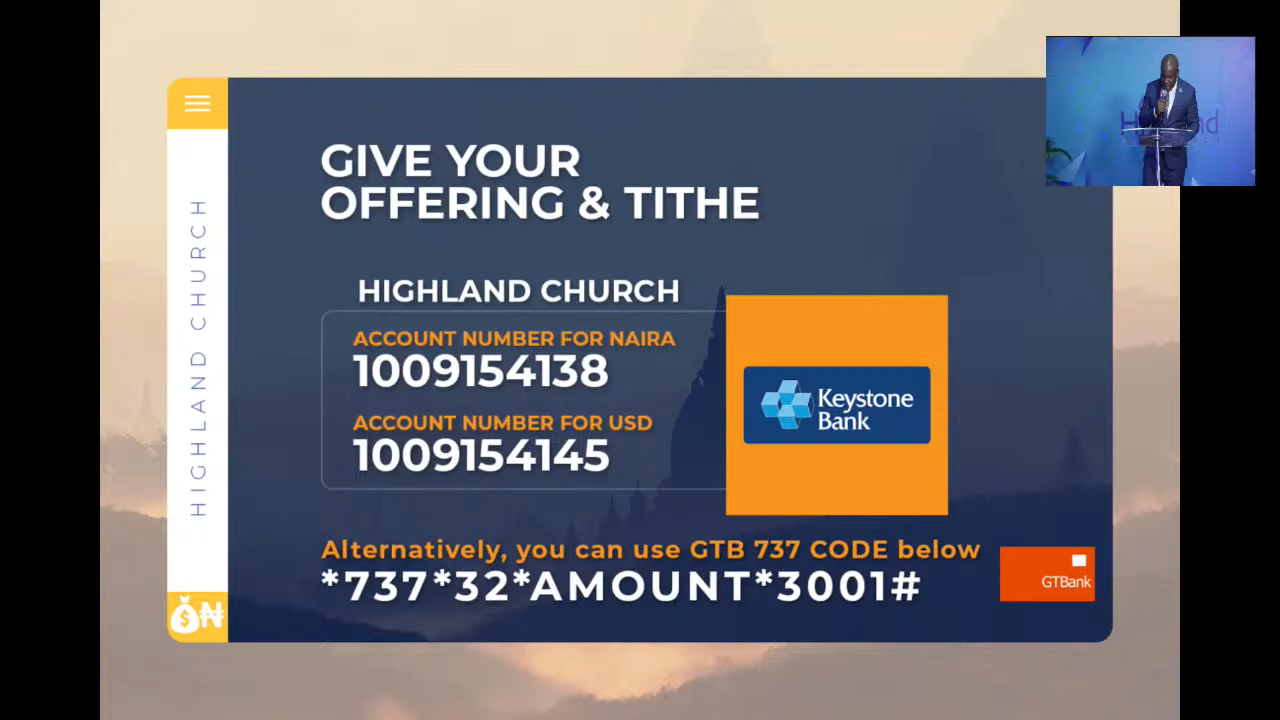 GIVE YOUR
OFFERING & TITHE
HIGHLAND CHURCH
HIGHLAND CHURCH
ACCOUNT NUMBER FOR NAIRA
1009154138
ACCOUNT NUMBER FOR USD
1009154145
Keystone
Bank
Alternatively, you can use GTB 737 CODE below
*737*32*AMOUNT*3001#
GTBank
$₦